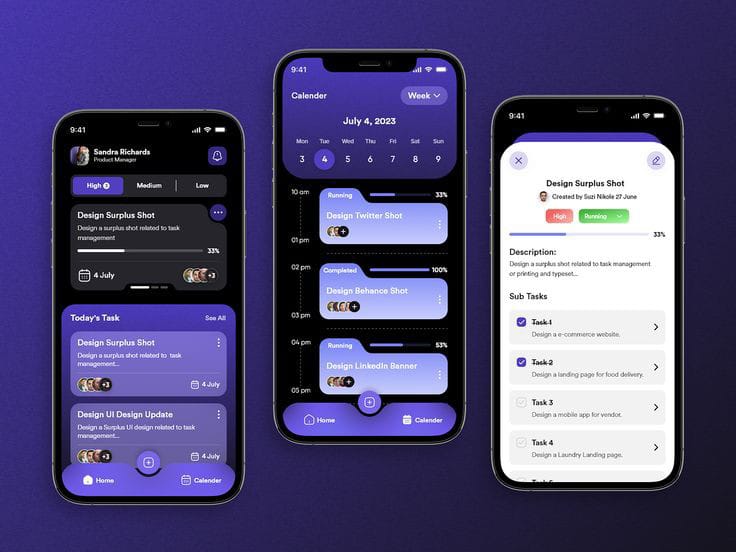 9:41
Sandra Richards
Product Manager
High 3
Medium
Low
Design Surplus Shot
Design a surplus shot related to task
management
33%
4 July
+3
Today's Task
See All
Design Surplus Shot
Design a surplus shot related to task
management...
+3
4 July
Design UI Design Update
Design a Surplus UI design related to task
management...
+3
4 July
Home
Calender
9:41
Calender
Week
July 4, 2023
Mon Tue Wed Thu Fri Sat Sun
3 4 5 6 7 8 9
10 am
Running
33%
Design Twitter Shot
+
01 pm
02 pm
Completed
100%
Design Behance Shot
+
03 pm
04 pm
Running
53%
Design LinkedIn Banner
+
05 pm
Home
Calender
9:41
Design Surplus Shot
Created by Suzi Nikole 27 June
High
Running
33%
Description:
Design a surplus shot related to task management
or printing and typeset...
Sub Tasks
Task 1
Design a e-commerce website.
Task 2
Design a landing page for food delivery.
Task 3
Design a mobile app for vendor.
Task 4
Design a Laundry Landing page.